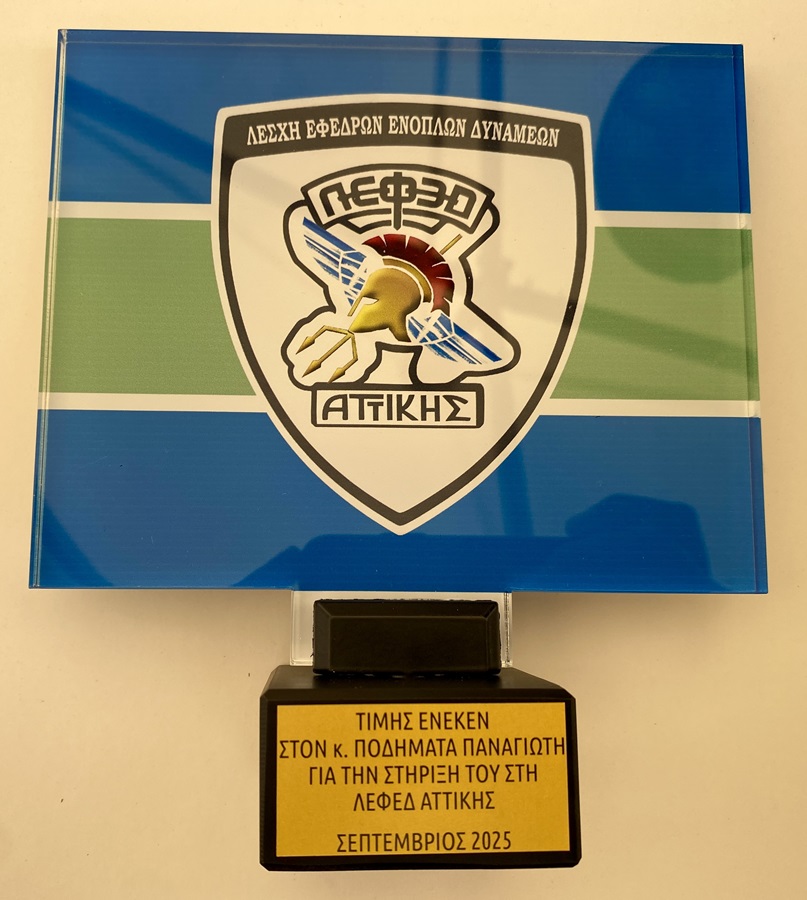 ΛΕΣΧΗ ΕΦΕΔΡΩΝ ΕΝΟΠΛΩΝ ΔΥΝΑΜΕΩΝ
ΛΕΦΕΔ
ΑΤΤΙΚΗΣ
ΤΙΜΗΣ ΕΝΕΚΕΝ
ΣΤΟΝ κ. ΠΟΔΗΜΑΤΑ ΠΑΝΑΓΙΩΤΗ
ΓΙΑ ΤΗΝ ΣΤΗΡΙΞΗ ΤΟΥ ΣΤΗ
ΛΕΦΕΔ ΑΤΤΙΚΗΣ
ΣΕΠΤΕΜΒΡΙΟΣ 2025